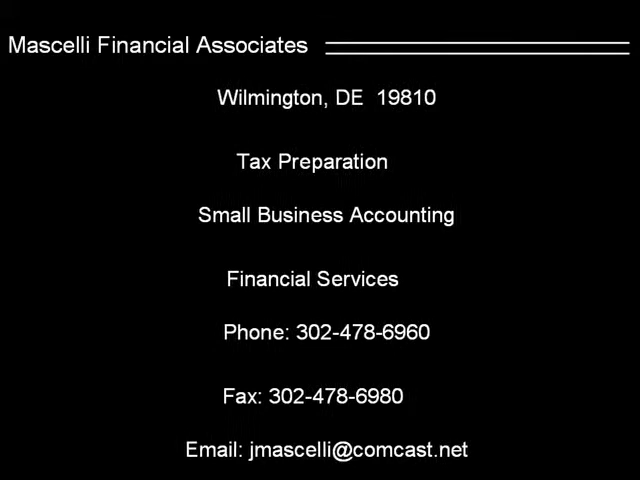 Mascelli Financial Associates
Wilmington, DE  19810
Tax Preparation
Small Business Accounting
Financial Services
Phone: 302-478-6960
Fax: 302-478-6980
Email: jmascelli@comcast.net